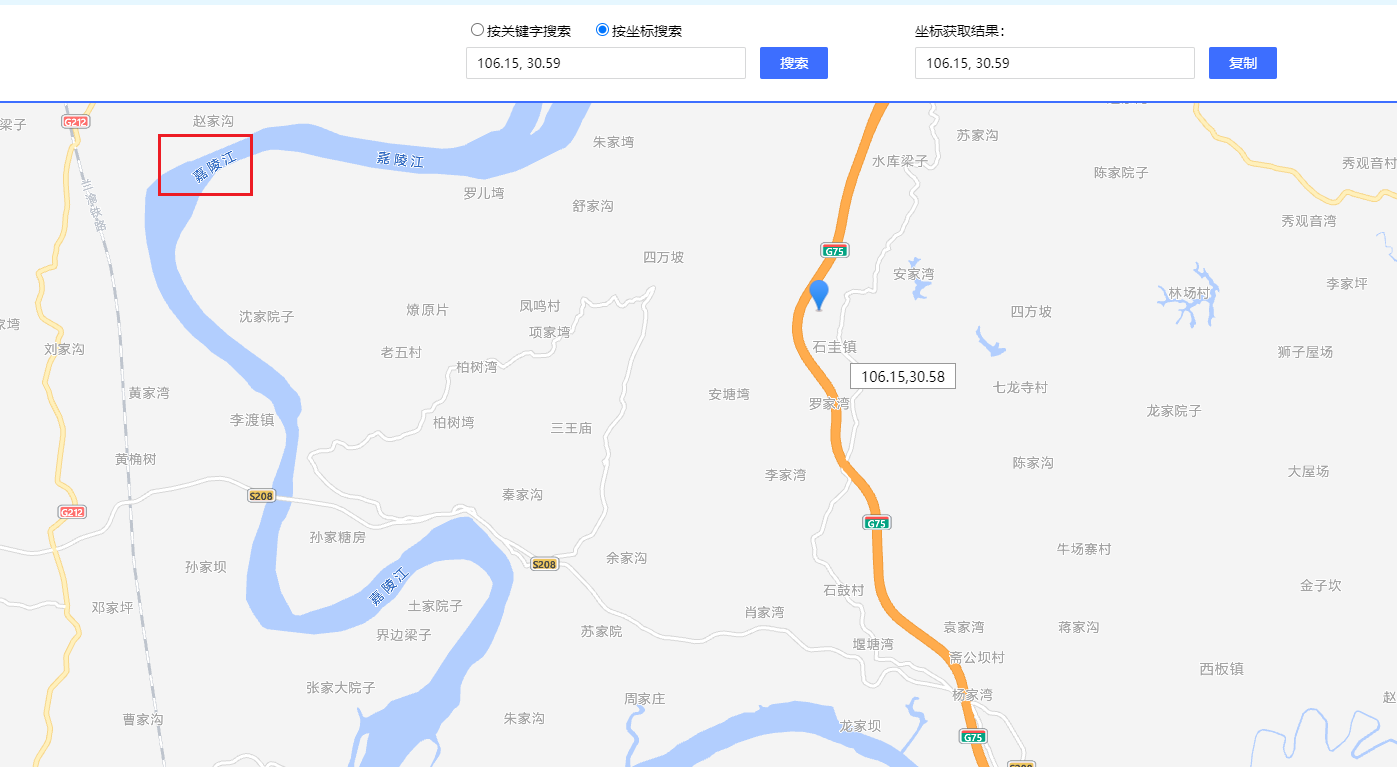 按关键字搜索
按坐标搜索
坐标获取结果：
106.15, 30.59
搜索
106.15, 30.59
复制
梁子
G212
赵家沟
嘉陵江
嘉陵江
朱家塆
苏家沟
水库梁子
陈家院子
秀观音村
罗儿塆
舒家沟
秀观音湾
四万坡
G75
安家湾
林场村
李家坪
沈家院子
燎原片
凤鸣村
四方坡
家塆
项家塆
刘家沟
老五村
石圭镇
狮子屋场
柏树湾
106.15,30.58
黄家湾
安塘塆
罗家湾
七龙寺村
龙家院子
李渡镇
柏树塆
三王庙
黄桷树
陈家沟
李家湾
大屋场
S208
秦家沟
G212
G75
孙家糖房
牛场寨村
余家沟
S208
孙家坝
嘉陵江
石鼓村
金子坎
邓家坪
土家院子
肖家湾
界边梁子
苏家院
袁家湾
蒋家沟
堰塘湾
斋公坝村
西板镇
张家大院子
周家庄
杨家湾
赵
曹家沟
朱家沟
龙家坝
G75